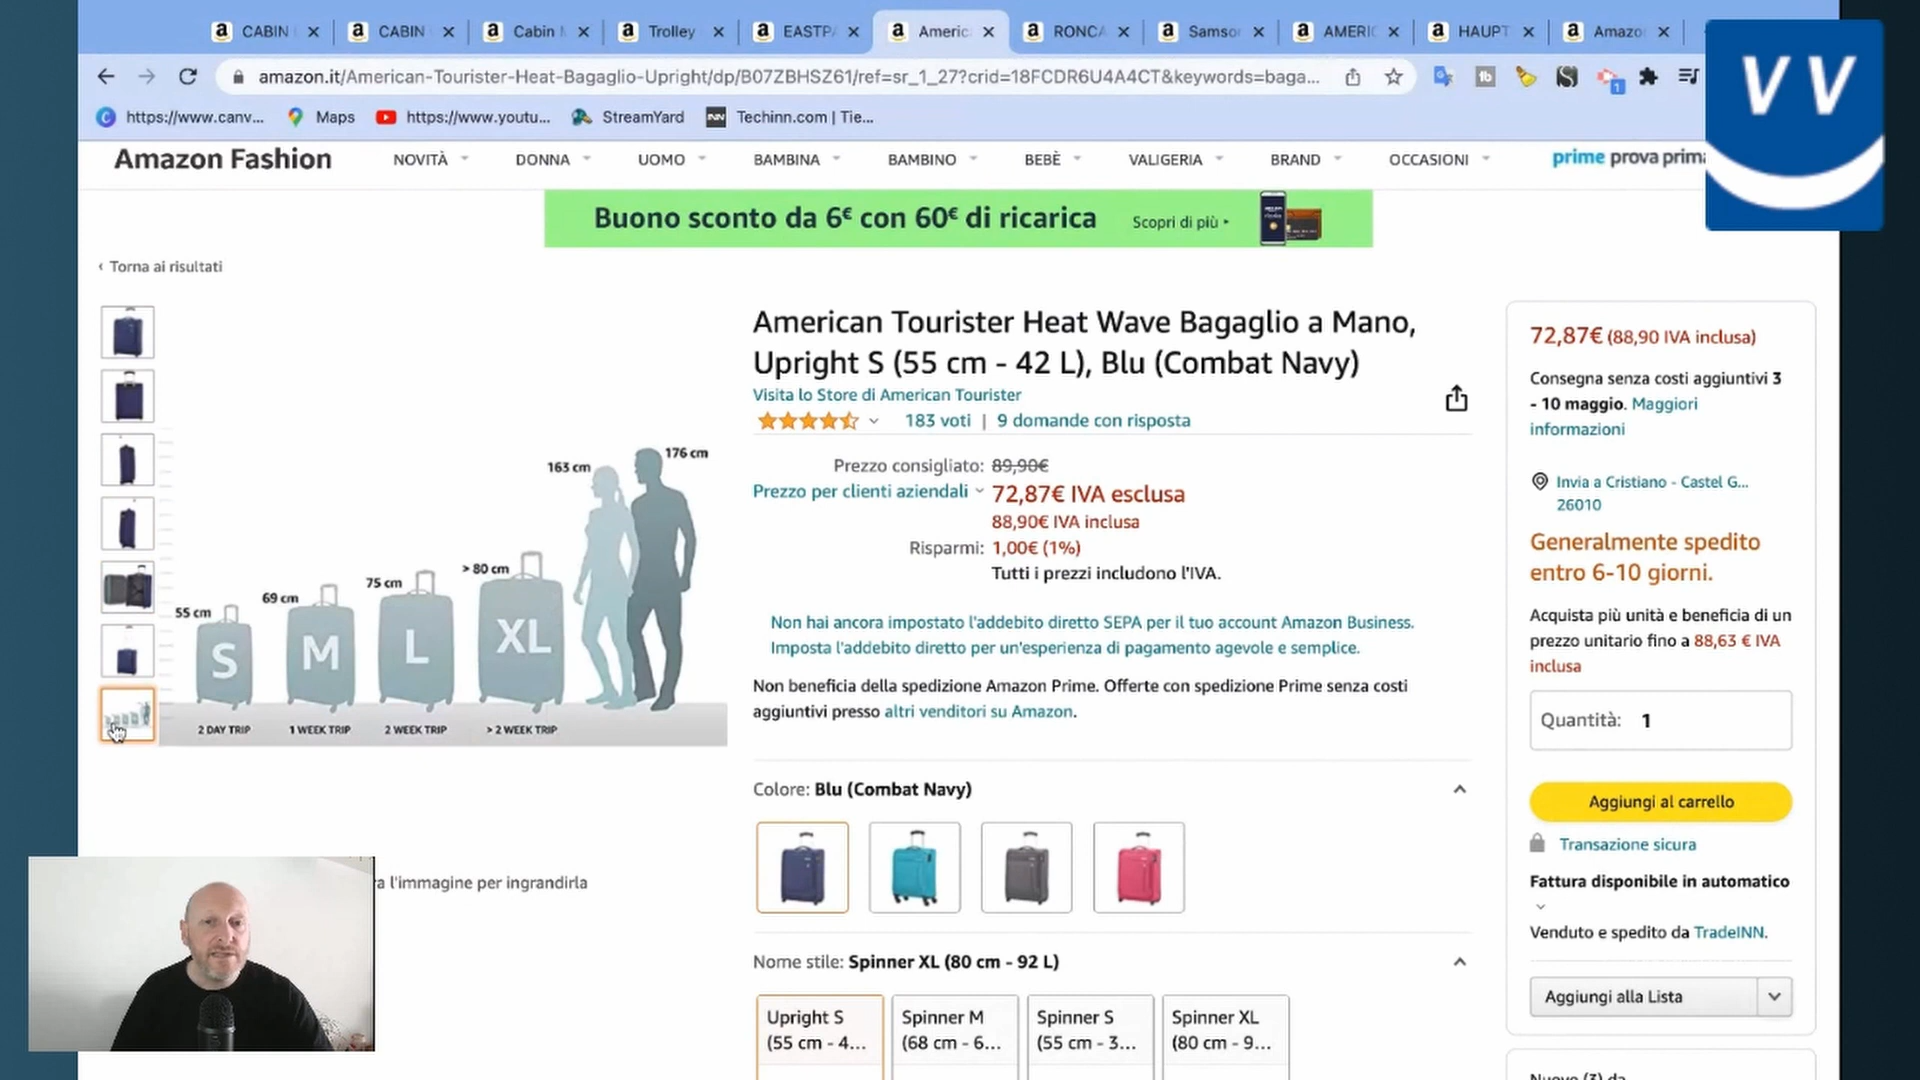 CABIN
CABIN
Cabin
Trolley
EASTPA
Americ
RONCA
Samso
AMERIC
HAUPT
Amazo
amazon.it/American-Tourister-Heat-Bagaglio-Upright/dp/B07ZBHSZ61/ref=sr_1_27?crid=18FCDR6U4A4CT&keywords=baga...
https://www.canv...
Maps
https://www.youtu...
StreamYard
Techinn.com | Tie...
VV
Amazon Fashion
NOVITÀ
DONNA
UOMO
BAMBINA
BAMBINO
BEBÈ
VALIGERIA
BRAND
OCCASIONI
prime prova prima
Buono sconto da 6€ con 60€ di ricarica
Scopri di più
‹ Torna ai risultati
163 cm
176 cm
55 cm
69 cm
75 cm
> 80 cm
S
M
L
XL
2 DAY TRIP
1 WEEK TRIP
2 WEEK TRIP
> 2 WEEK TRIP
a l'immagine per ingrandirla
American Tourister Heat Wave Bagaglio a Mano,
Upright S (55 cm - 42 L), Blu (Combat Navy)
Visita lo Store di American Tourister
183 voti | 9 domande con risposta
Prezzo consigliato: 89,90€
Prezzo per clienti aziendali 72,87€ IVA esclusa
88,90€ IVA inclusa
Risparmi: 1,00€ (1%)
Tutti i prezzi includono l'IVA.
Non hai ancora impostato l'addebito diretto SEPA per il tuo account Amazon Business.
Imposta l'addebito diretto per un'esperienza di pagamento agevole e semplice.
Non beneficia della spedizione Amazon Prime. Offerte con spedizione Prime senza costi
aggiuntivi presso altri venditori su Amazon.
Colore: Blu (Combat Navy)
Nome stile: Spinner XL (80 cm - 92 L)
Upright S
(55 cm - 4...
Spinner M
(68 cm - 6...
Spinner S
(55 cm - 3...
Spinner XL
(80 cm - 9...
72,87€ (88,90 IVA inclusa)
Consegna senza costi aggiuntivi 3
- 10 maggio. Maggiori
informazioni
Invia a Cristiano - Castel G...
26010
Generalmente spedito
entro 6-10 giorni.
Acquista più unità e beneficia di un
prezzo unitario fino a 88,63 € IVA
inclusa
Quantità: 1
Aggiungi al carrello
Transazione sicura
Fattura disponibile in automatico
Venduto e spedito da TradeINN.
Aggiungi alla Lista
Nuovo (3) da